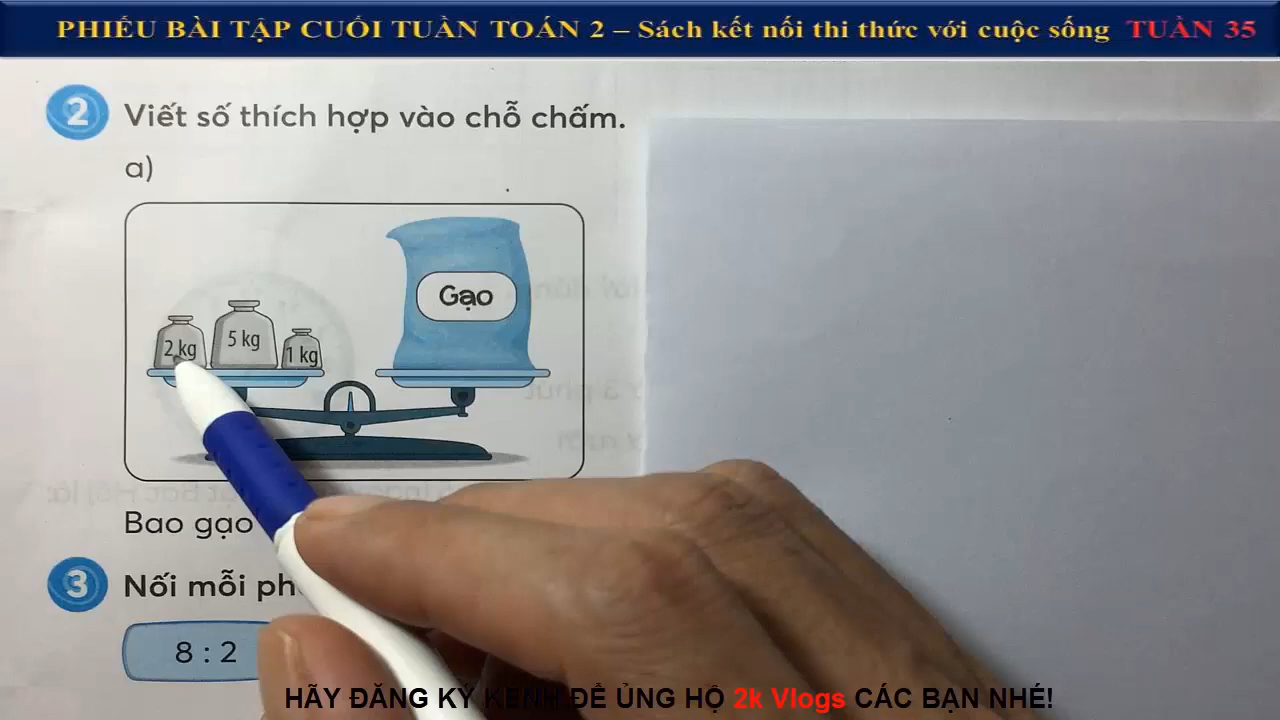 PHIẾU BÀI TẬP CUỐI TUẦN TOÁN 2 – Sách kết nối thi thức với cuộc sống TUẦN 35
2 Viết số thích hợp vào chỗ chấm.
a)
Gạo
2 kg 5 kg 1 kg
Bao gạo
3 Nối mỗi ph
8 : 2
HÃY ĐĂNG KÝ KÊNH ĐỂ ỦNG HỘ 2k Vlogs CÁC BẠN NHÉ!